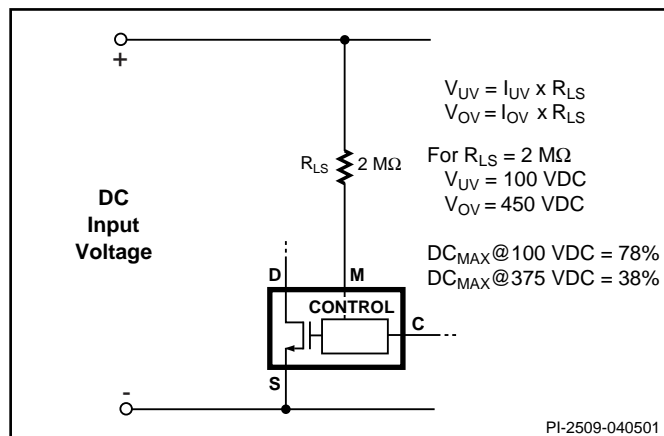 +
V_UV = I_UV x R_LS
V_OV = I_OV x R_LS
R_LS 2 MΩ
For R_LS = 2 MΩ
V_UV = 100 VDC
V_OV = 450 VDC
DC
Input
Voltage
DC_MAX@100 VDC = 78%
DC_MAX@375 VDC = 38%
D M
CONTROL
C
S
-
PI-2509-040501